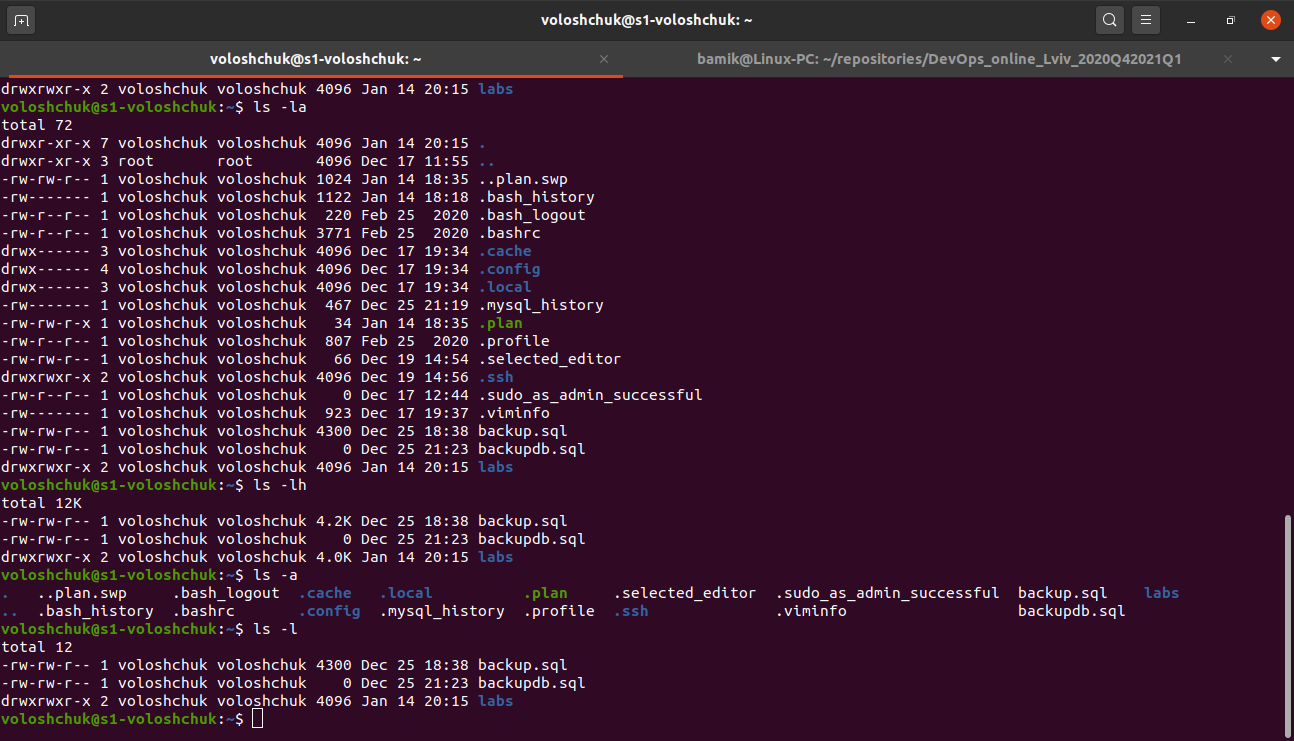 voloshchuk@s1-voloshchuk: ~
voloshchuk@s1-voloshchuk: ~
bamik@Linux-PC: ~/repositories/DevOps_online_Lviv_2020Q42021Q1
drwxrwxr-x 2 voloshchuk voloshchuk 4096 Jan 14 20:15 labs
voloshchuk@s1-voloshchuk:~$ ls -la
total 72
drwxr-xr-x 7 voloshchuk voloshchuk 4096 Jan 14 20:15 .
drwxr-xr-x 3 root       root       4096 Dec 17 11:55 ..
-rw-rw-r-- 1 voloshchuk voloshchuk 1024 Jan 14 18:35 ..plan.swp
-rw------- 1 voloshchuk voloshchuk 1122 Jan 14 18:18 .bash_history
-rw-r--r-- 1 voloshchuk voloshchuk  220 Feb 25  2020 .bash_logout
-rw-r--r-- 1 voloshchuk voloshchuk 3771 Feb 25  2020 .bashrc
drwx------ 3 voloshchuk voloshchuk 4096 Dec 17 19:34 .cache
drwx------ 4 voloshchuk voloshchuk 4096 Dec 17 19:34 .config
drwx------ 3 voloshchuk voloshchuk 4096 Dec 17 19:34 .local
-rw------- 1 voloshchuk voloshchuk  467 Dec 25 21:19 .mysql_history
-rw-rw-r-x 1 voloshchuk voloshchuk   34 Jan 14 18:35 .plan
-rw-r--r-- 1 voloshchuk voloshchuk  807 Feb 25  2020 .profile
-rw-rw-r-- 1 voloshchuk voloshchuk   66 Dec 19 14:54 .selected_editor
drwxrwxr-x 2 voloshchuk voloshchuk 4096 Dec 19 14:56 .ssh
-rw-r--r-- 1 voloshchuk voloshchuk    0 Dec 17 12:44 .sudo_as_admin_successful
-rw------- 1 voloshchuk voloshchuk  923 Dec 17 19:37 .viminfo
-rw-rw-r-- 1 voloshchuk voloshchuk 4300 Dec 25 18:38 backup.sql
-rw-rw-r-- 1 voloshchuk voloshchuk    0 Dec 25 21:23 backupdb.sql
drwxrwxr-x 2 voloshchuk voloshchuk 4096 Jan 14 20:15 labs
voloshchuk@s1-voloshchuk:~$ ls -lh
total 12K
-rw-rw-r-- 1 voloshchuk voloshchuk 4.2K Dec 25 18:38 backup.sql
-rw-rw-r-- 1 voloshchuk voloshchuk    0 Dec 25 21:23 backupdb.sql
drwxrwxr-x 2 voloshchuk voloshchuk 4.0K Jan 14 20:15 labs
voloshchuk@s1-voloshchuk:~$ ls -a
.   ..plan.swp     .bash_logout  .cache   .local          .plan     .selected_editor  .sudo_as_admin_successful  backup.sql    labs
..  .bash_history  .bashrc       .config  .mysql_history  .profile  .ssh              .viminfo                   backupdb.sql
voloshchuk@s1-voloshchuk:~$ ls -l
total 12
-rw-rw-r-- 1 voloshchuk voloshchuk 4300 Dec 25 18:38 backup.sql
-rw-rw-r-- 1 voloshchuk voloshchuk    0 Dec 25 21:23 backupdb.sql
drwxrwxr-x 2 voloshchuk voloshchuk 4096 Jan 14 20:15 labs
voloshchuk@s1-voloshchuk:~$